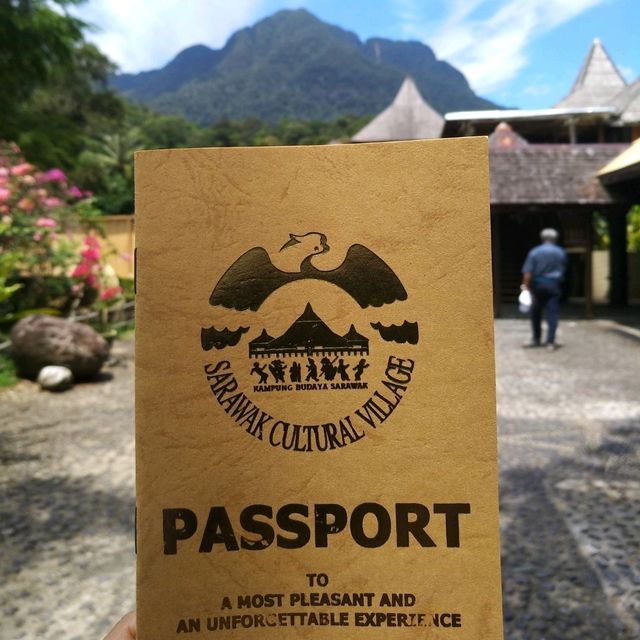 KAMPUNG BUDAYA SARAWAK
SARAWAK CULTURAL VILLAGE
PASSPORT
TO
A MOST PLEASANT AND
AN UNFORGETTABLE EXPERIENCE